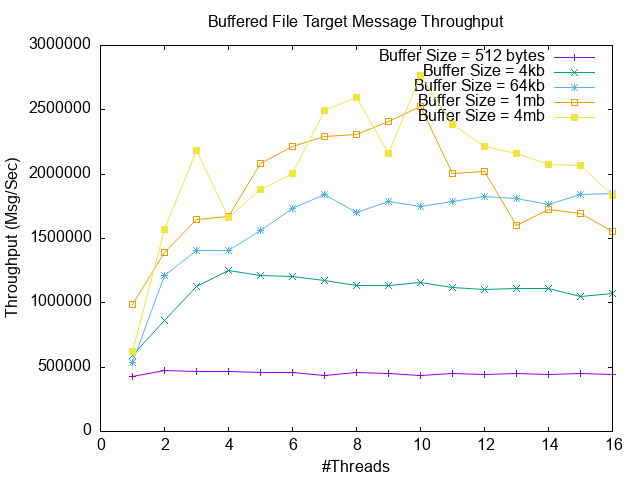 Buffered File Target Message Throughput
3000000
2500000
2000000
1500000
1000000
500000
0
Throughput (Msg/Sec)
Buffer Size = 512 bytes
Buffer Size = 4kb
Buffer Size = 64kb
Buffer Size = 1mb
Buffer Size = 4mb
0 2 4 6 8 10 12 14 16
#Threads